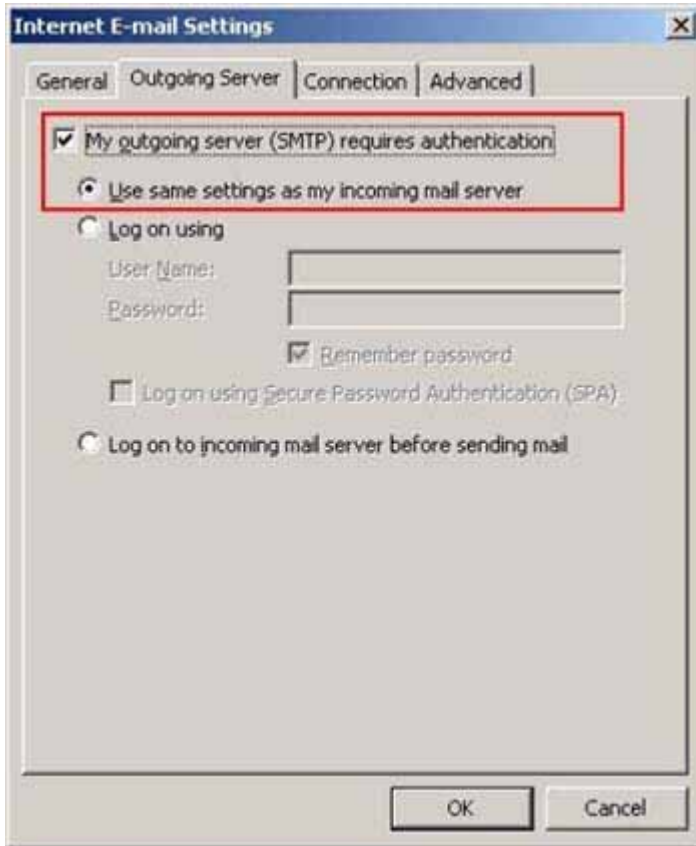 Internet E-mail Settings
General Outgoing Server Connection Advanced
My outgoing server (SMTP) requires authentication
Use same settings as my incoming mail server
Log on using
User Name:
Password:
Remember password
Log on using Secure Password Authentication (SPA)
Log on to incoming mail server before sending mail
OK Cancel